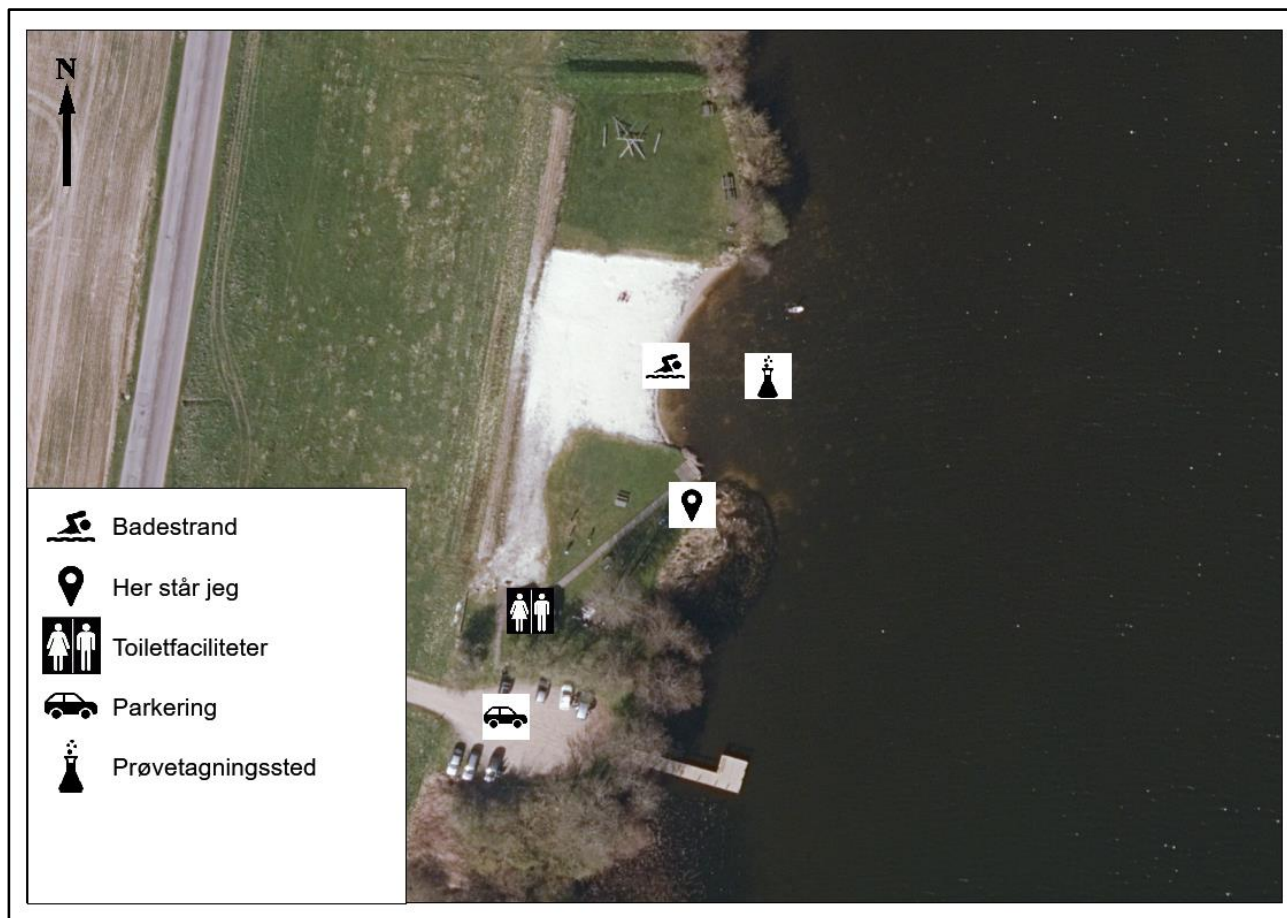 N
Badestrand
Her står jeg
Toiletfaciliteter
Parkering
Prøvetagningssted